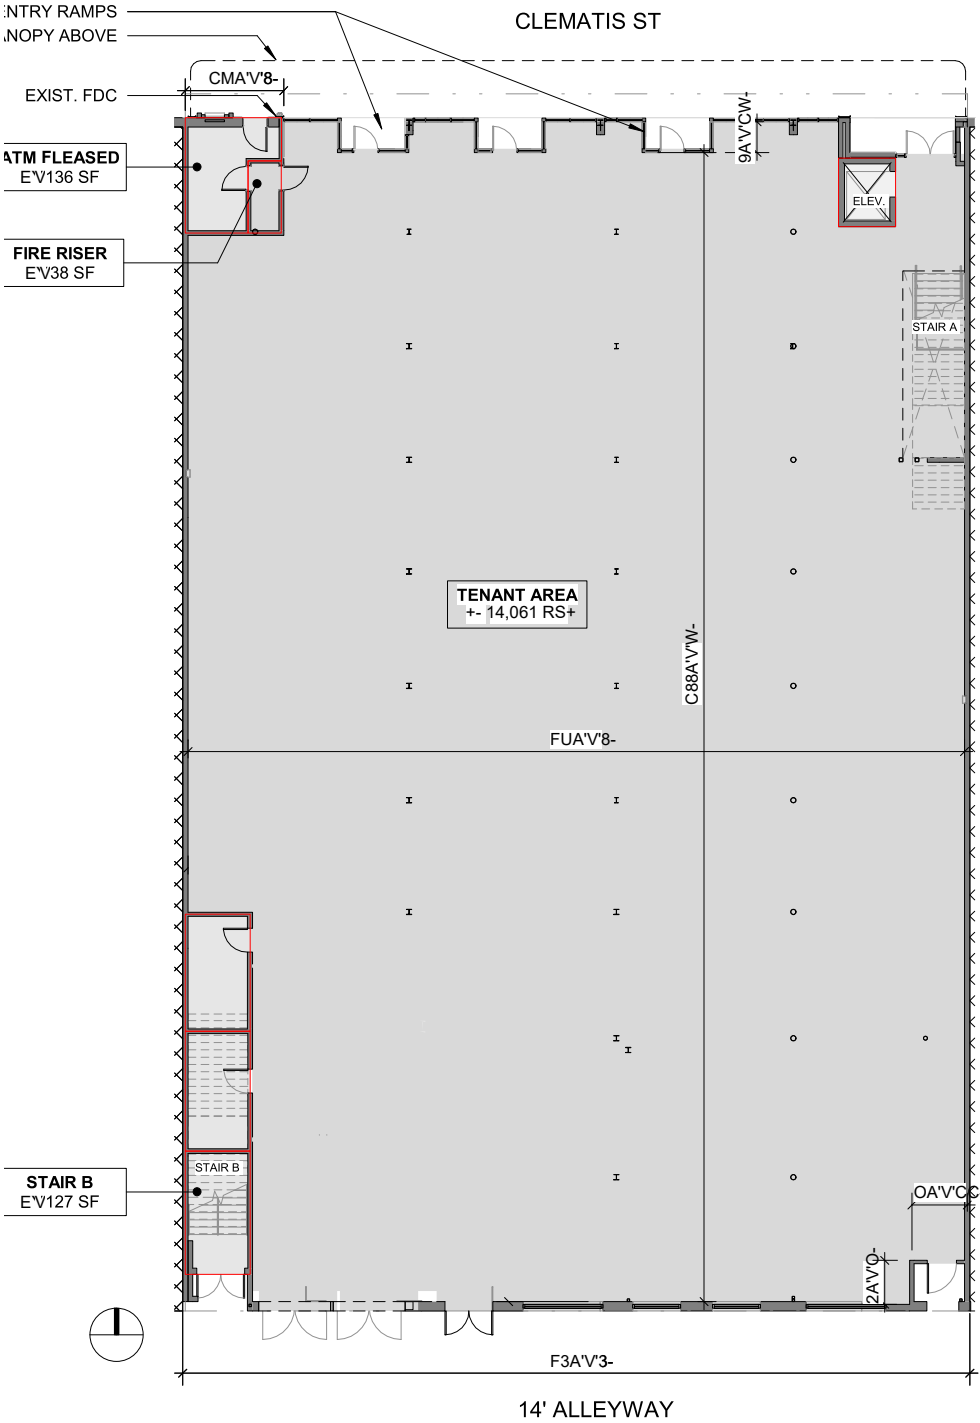 ENTRY RAMPS
CLEMATIS ST
ANOPY ABOVE
CMA'V'8-
EXIST. FDC
9A'V'CW-
ATM FLEASED
E'V136 SF
ELEV.
FIRE RISER
E'V38 SF
STAIR A
TENANT AREA
+- 14,061 RS+
C88A'V'W-
FUA'V'8-
STAIR B
STAIR B
E'V127 SF
OA'V'CC
2A'V'O-
F3A'V'3-
14' ALLEYWAY